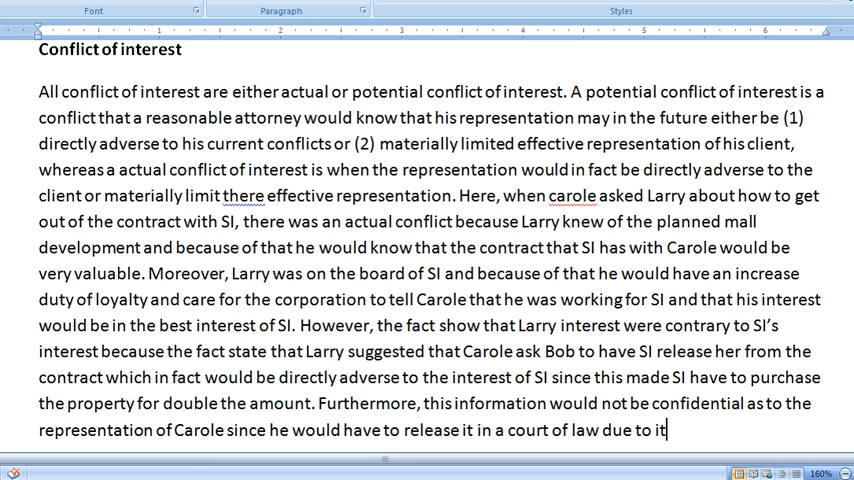 Font Paragraph Styles
1 2 3 4 5 6
Conflict of interest
All conflict of interest are either actual or potential conflict of interest. A potential conflict of interest is a
conflict that a reasonable attorney would know that his representation may in the future either be (1)
directly adverse to his current conflicts or (2) materially limited effective representation of his client,
whereas a actual conflict of interest is when the representation would in fact be directly adverse to the
client or materially limit there effective representation. Here, when carole asked Larry about how to get
out of the contract with SI, there was an actual conflict because Larry knew of the planned mall
development and because of that he would know that the contract that SI has with Carole would be
very valuable. Moreover, Larry was on the board of SI and because of that he would have an increase
duty of loyalty and care for the corporation to tell Carole that he was working for SI and that his interest
would be in the best interest of SI. However, the fact show that Larry interest were contrary to SI’s
interest because the fact state that Larry suggested that Carole ask Bob to have SI release her from the
contract which in fact would be directly adverse to the interest of SI since this made SI have to purchase
the property for double the amount. Furthermore, this information would not be confidential as to the
representation of Carole since he would have to release it in a court of law due to it
160%